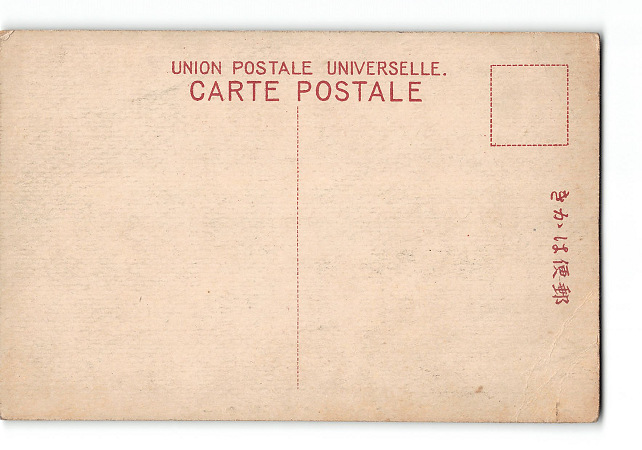 UNION POSTALE UNIVERSELLE.
CARTE POSTALE
きかは便郵